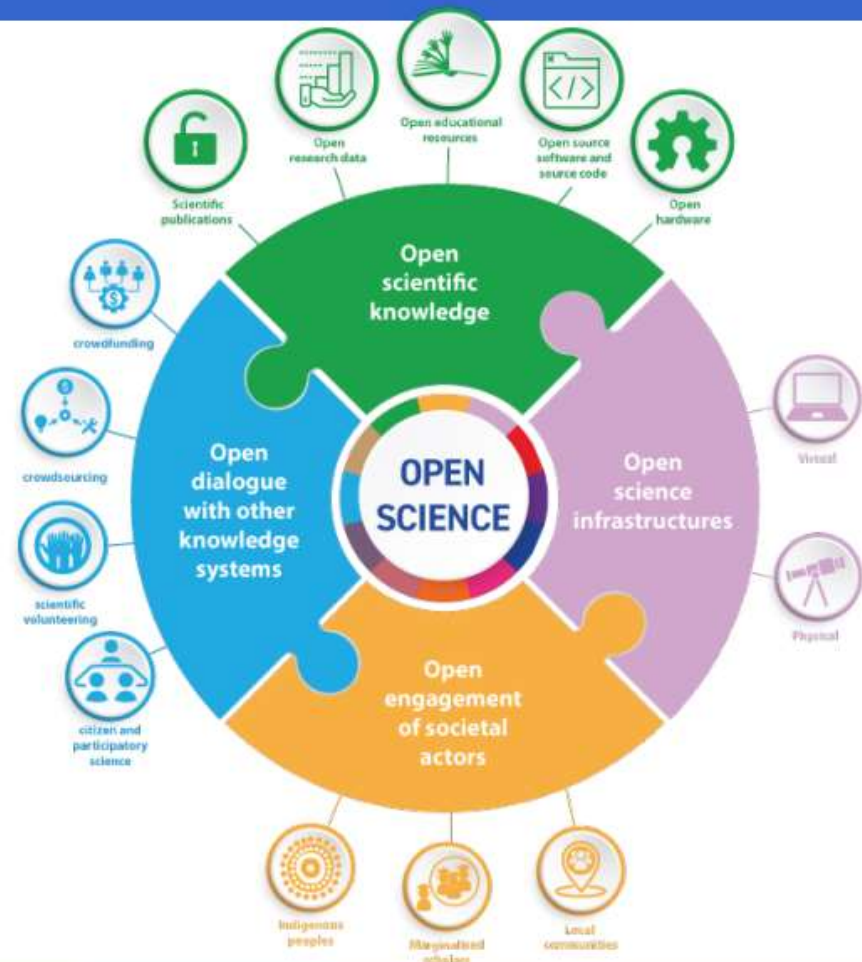 Open educational
resources
Open
research data
Open source
software and
source code
Scientific
publications
Open
hardware
Open
scientific
knowledge
crowdfunding
crowdsourcing
scientific
volunteering
citizen and
participatory
science
Open
dialogue
with other
knowledge
systems
OPEN
SCIENCE
Open
science
infrastructures
Virtual
Physical
Open
engagement
of societal
actors
Indigenous
peoples
Marginalised
scholars
Local
communities